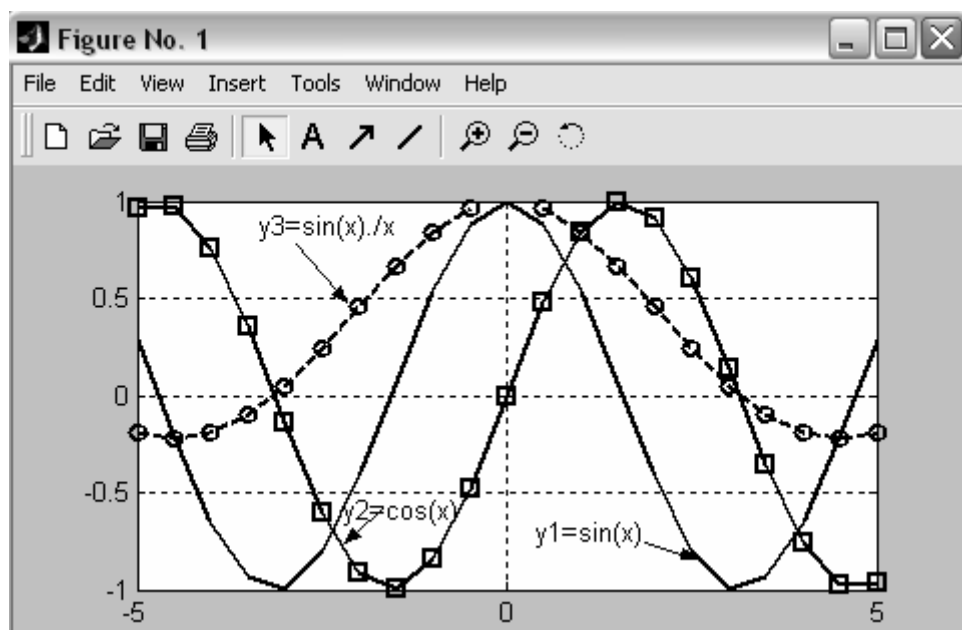 Figure No. 1
File Edit View Insert Tools Window Help
A
1
y3=sin(x)./x
0.5
0
-0.5
y2=cos(x)
y1=sin(x)
-1
-5 0 5